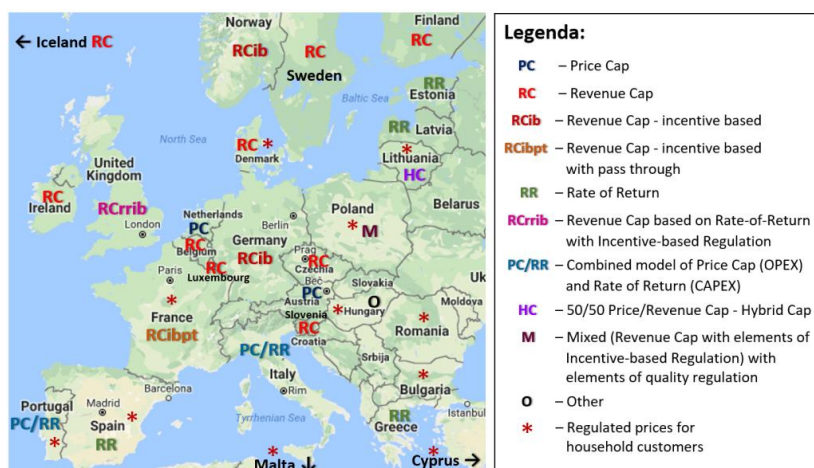 Norway
Finland
← Iceland RC
RCib
RC
RC
Sweden
RR
Estonia
Baltic Sea
RR
Latvia
North Sea
RC *
Denmark
*
Lithuania
HC
United
Kingdom
RC
Ireland
RCrrib
London
Netherlands
PC
Berlin
Poland
* M
Belarus
RC
Belgium
Germany
RCib
RC
Luxembourg
Prag
RC
Czechia
Paris
*
France
RCibpt
Beč
PC
Austria
Slovakia
Uk
O
* Hungary
Moldova
Slovenia
RC
Croatia
*
Romania
PC/RR
Italy
Rim
Srbija
*
Bulgaria
Portugal
PC/RR
*
Madrid
Spain
*
RR
Barcelona
Tyrrhenian Sea
RR
Greece
Istanbul
*
Malta ↓
*
Cyprus →
Legenda:
PC – Price Cap
RC – Revenue Cap
RCib – Revenue Cap - incentive based
RCibpt – Revenue Cap - incentive based
with pass through
RR – Rate of Return
RCrrib – Revenue Cap based on Rate-of-Return
with Incentive-based Regulation
PC/RR – Combined model of Price Cap (OPEX)
and Rate of Return (CAPEX)
HC – 50/50 Price/Revenue Cap - Hybrid Cap
M – Mixed (Revenue Cap with elements of
Incentive-based Regulation) with
elements of quality regulation
O – Other
* – Regulated prices for
household customers